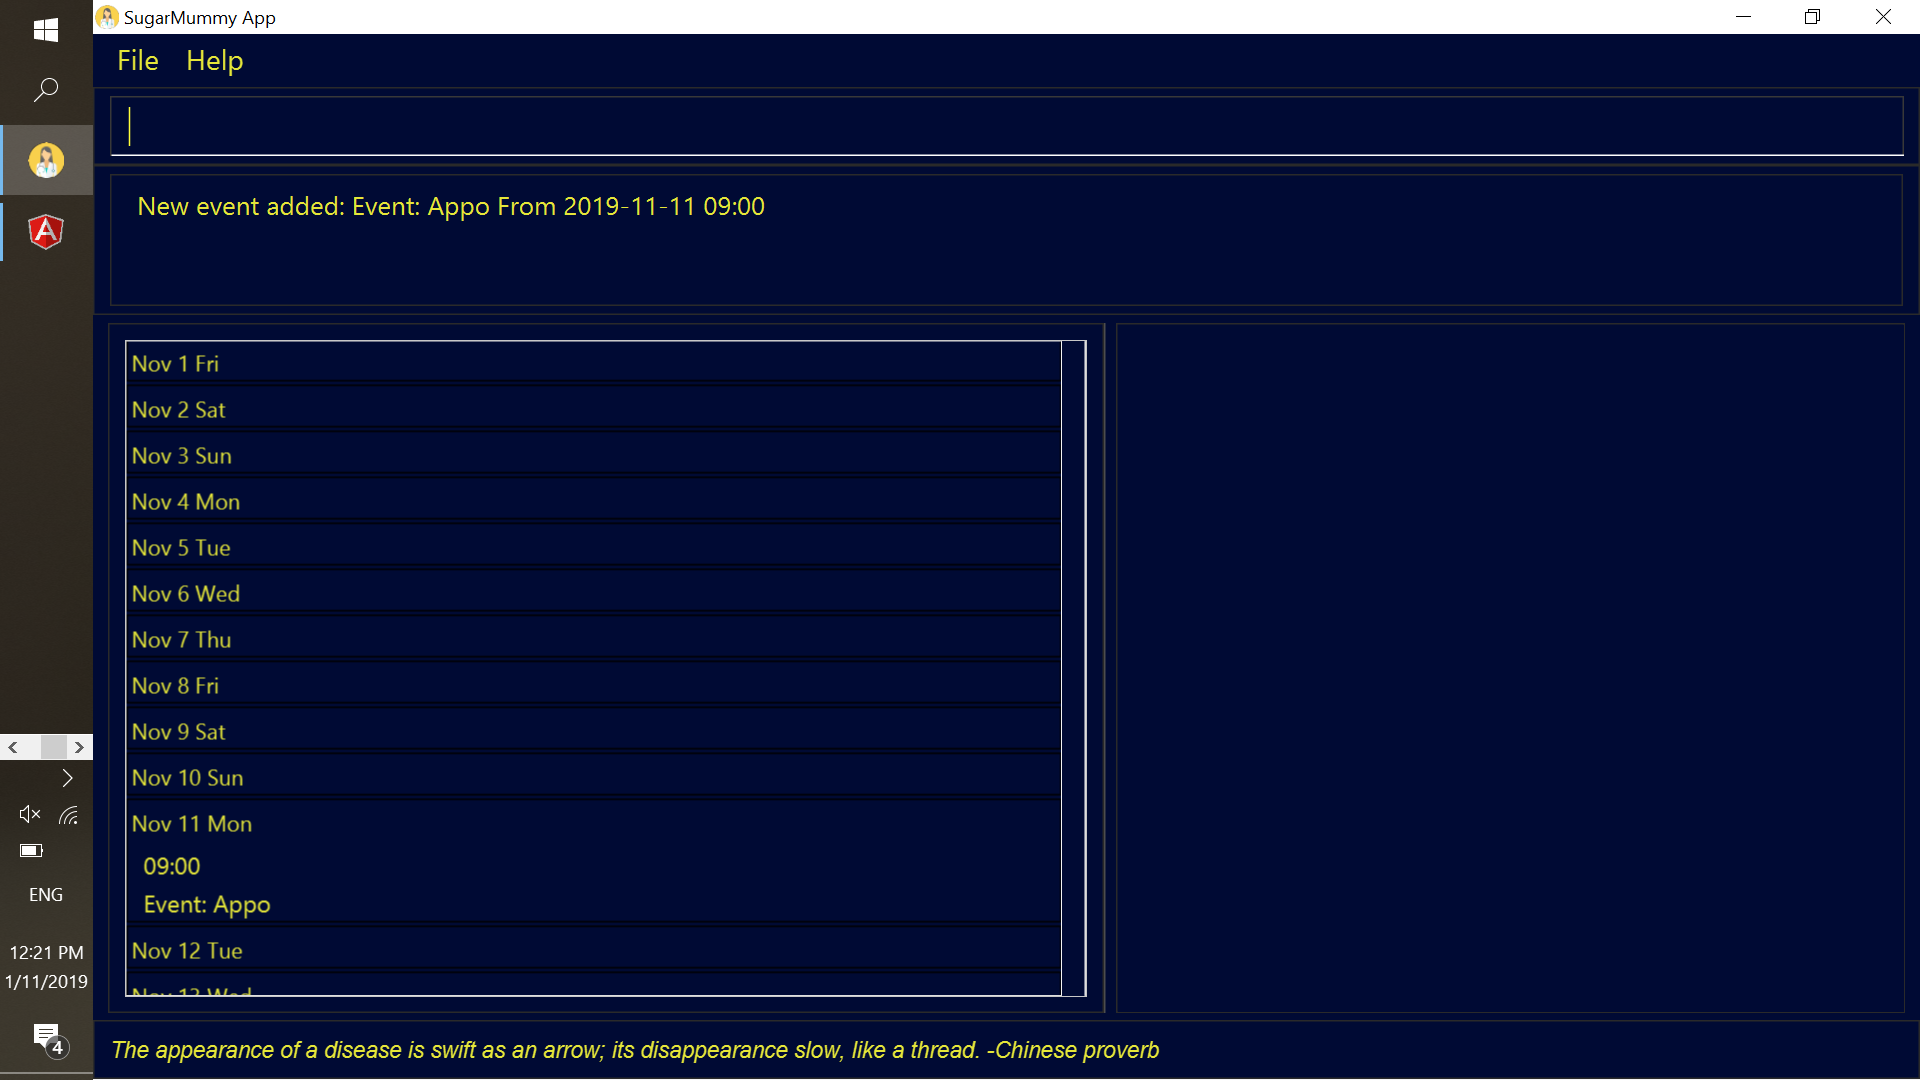 SugarMummy App
File Help
New event added: Event: Appo From 2019-11-11 09:00
Nov 1 Fri
Nov 2 Sat
Nov 3 Sun
Nov 4 Mon
Nov 5 Tue
Nov 6 Wed
Nov 7 Thu
Nov 8 Fri
Nov 9 Sat
Nov 10 Sun
Nov 11 Mon
09:00
Event: Appo
Nov 12 Tue
Nov 13 Wed
The appearance of a disease is swift as an arrow; its disappearance slow, like a thread. -Chinese proverb
ENG
12:21 PM
1/11/2019
4